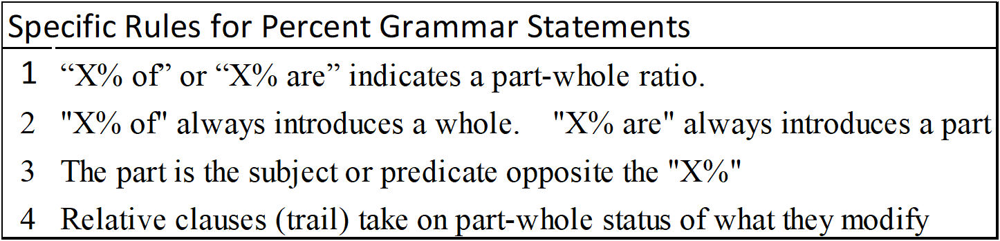 Specific Rules for Percent Grammar Statements
1 “X% of” or “X% are” indicates a part-whole ratio.
2 "X% of" always introduces a whole. "X% are" always introduces a part
3 The part is the subject or predicate opposite the "X%"
4 Relative clauses (trail) take on part-whole status of what they modify